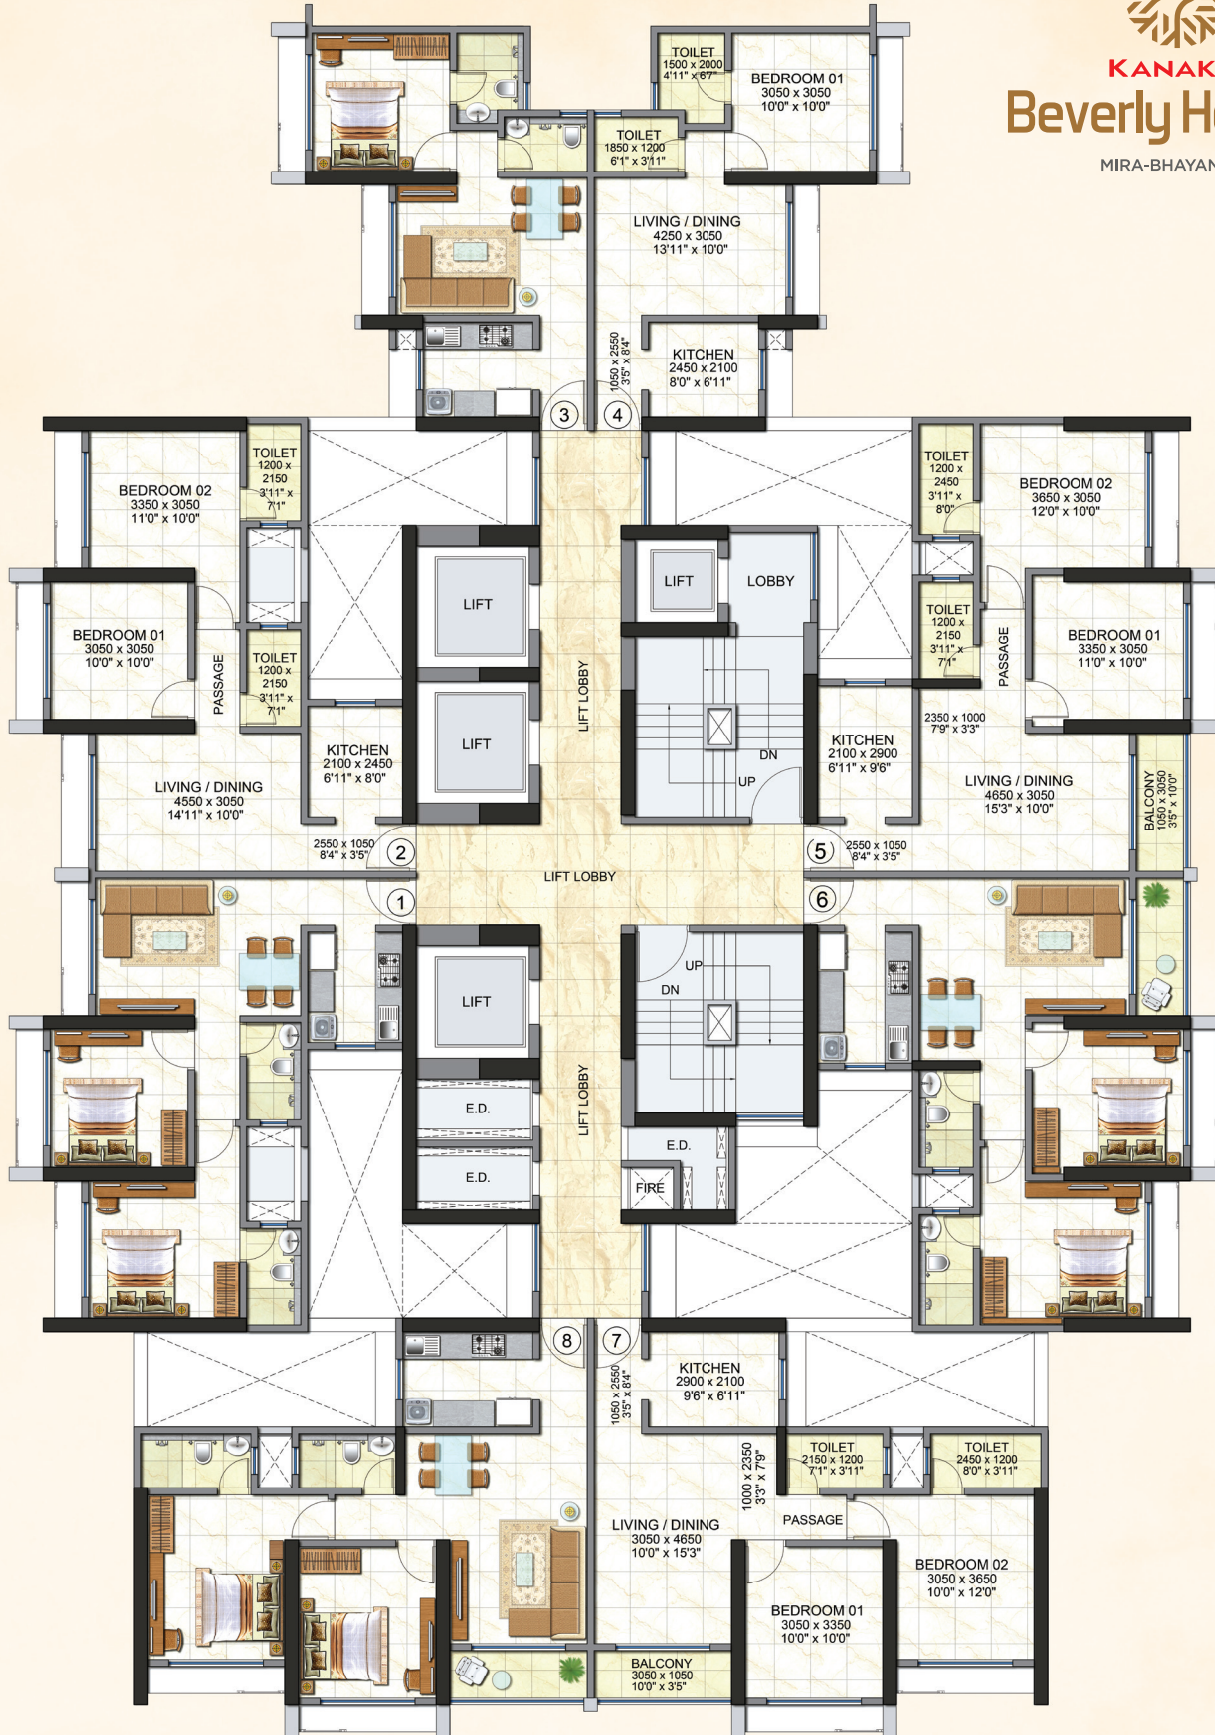 KANAK
Beverly H
MIRA-BHAYAN
TOILET
1500 x 2000
4'11" x 6'7"
BEDROOM 01
3050 x 3050
10'0" x 10'0"
TOILET
1850 x 1200
6'1" x 3'11"
LIVING / DINING
4250 x 3050
13'11" x 10'0"
1050 x 2550
3'5" x 8'4"
KITCHEN
2450 x 2100
8'0" x 6'11"
3
4
BEDROOM 02
3350 x 3050
11'0" x 10'0"
TOILET
1200 x
2150
3'11" x
7'1"
TOILET
1200 x
2450
3'11" x
8'0"
BEDROOM 02
3650 x 3050
12'0" x 10'0"
LIFT
LIFT
LOBBY
BEDROOM 01
3050 x 3050
10'0" x 10'0"
PASSAGE
TOILET
1200 x
2150
3'11" x
7'1"
TOILET
1200 x
2150
3'11" x
7'1"
PASSAGE
BEDROOM 01
3350 x 3050
11'0" x 10'0"
LIFT LOBBY
LIFT
KITCHEN
2100 x 2450
6'11" x 8'0"
DN
UP
KITCHEN
2100 x 2900
6'11" x 9'6"
2350 x 1000
7'9" x 3'3"
LIVING / DINING
4550 x 3050
14'11" x 10'0"
LIVING / DINING
4650 x 3050
15'3" x 10'0"
BALCONY
1050 x 3050
3'5" x 10'0"
2550 x 1050
8'4" x 3'5"
2
5
2550 x 1050
8'4" x 3'5"
LIFT LOBBY
1
6
UP
DN
LIFT
LIFT LOBBY
E.D.
E.D.
E.D.
FIRE
8
7
1050 x 2550
3'5" x 8'4"
KITCHEN
2900 x 2100
9'6" x 6'11"
1000 x 2350
3'3" x 7'9"
TOILET
2150 x 1200
7'1" x 3'11"
TOILET
2450 x 1200
8'0" x 3'11"
PASSAGE
LIVING / DINING
3050 x 4650
10'0" x 15'3"
BEDROOM 02
3050 x 3650
10'0" x 12'0"
BEDROOM 01
3050 x 3350
10'0" x 10'0"
BALCONY
3050 x 1050
10'0" x 3'5"